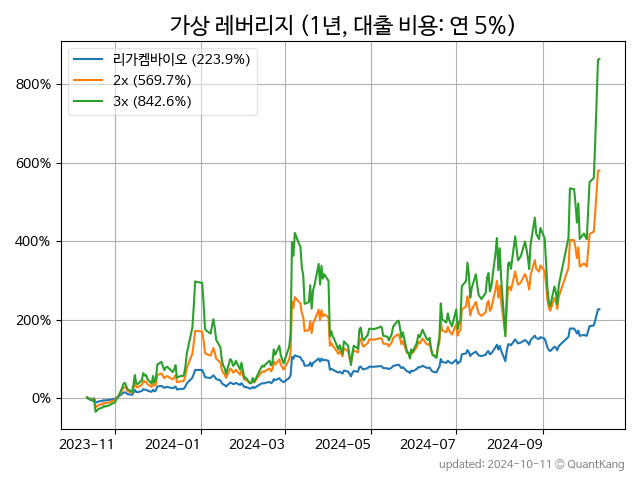 가상 레버리지 (1년, 대출 비용: 연 5%)
리가켐바이오 (223.9%)
2x (569.7%)
3x (842.6%)
800%
600%
400%
200%
0%
2023-11 2024-01 2024-03 2024-05 2024-07 2024-09
updated: 2024-10-11 © QuantKang